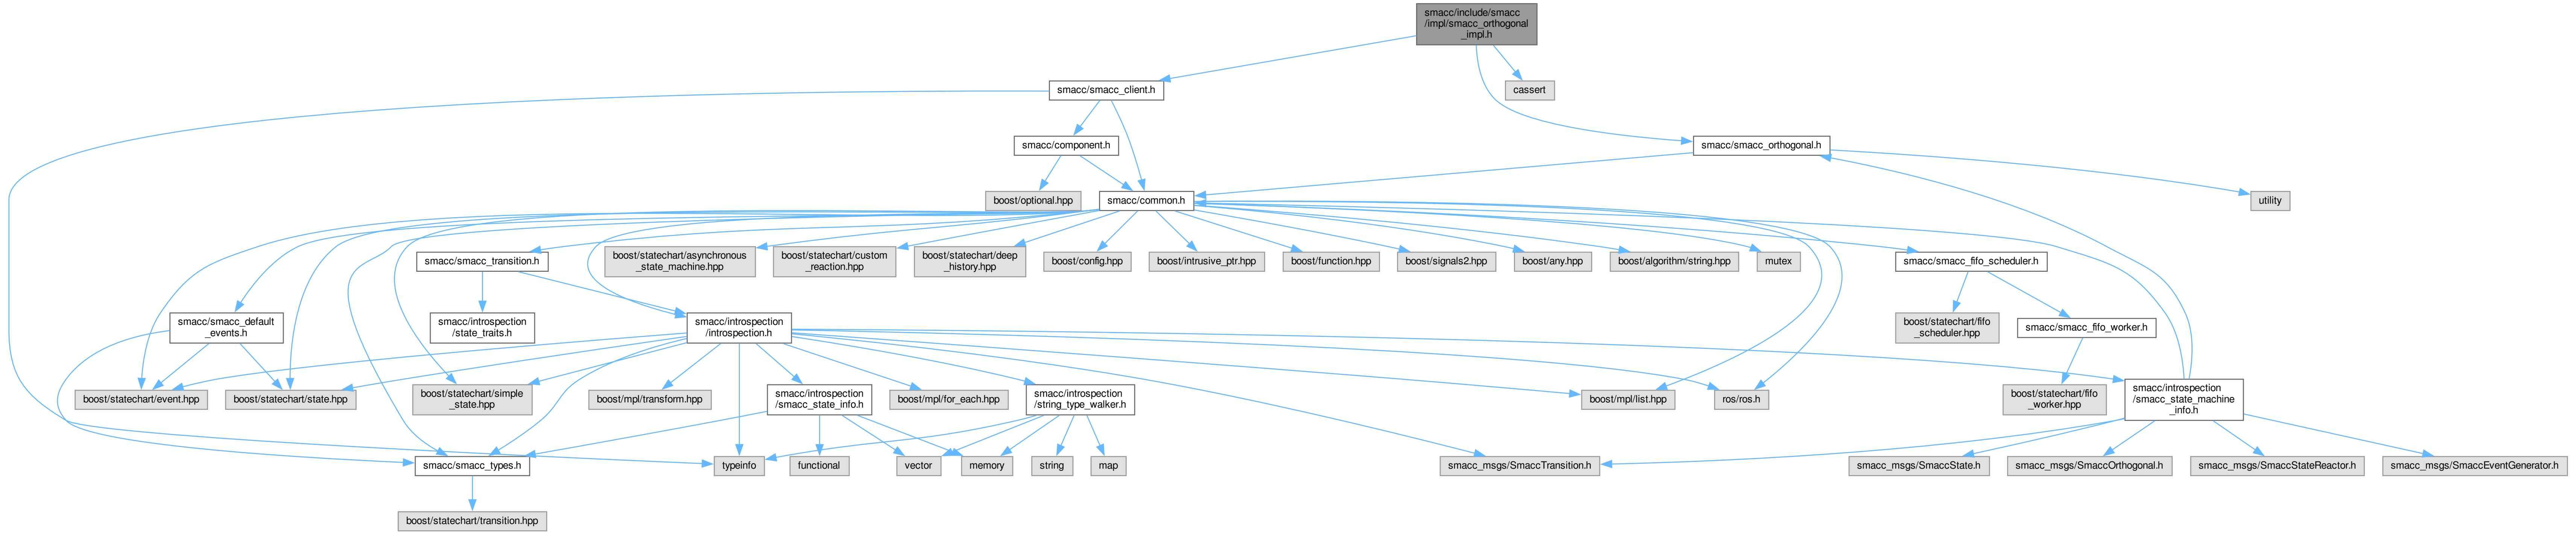 smacc/include/smacc
/impl/smacc_orthogonal
_impl.h
smacc/smacc_client.h
cassert
smacc/component.h
smacc/smacc_orthogonal.h
boost/optional.hpp
smacc/common.h
utility
smacc/smacc_transition.h
boost/statechart/asynchronous
_state_machine.hpp
boost/statechart/custom
_reaction.hpp
boost/statechart/deep
_history.hpp
boost/config.hpp
boost/intrusive_ptr.hpp
boost/function.hpp
boost/signals2.hpp
boost/any.hpp
boost/algorithm/string.hpp
mutex
smacc/smacc_fifo_scheduler.h
smacc/smacc_default
_events.h
smacc/introspection
/state_traits.h
smacc/introspection
/introspection.h
boost/statechart/fifo
_scheduler.hpp
smacc/smacc_fifo_worker.h
boost/statechart/event.hpp
boost/statechart/state.hpp
boost/statechart/simple
_state.hpp
boost/mpl/transform.hpp
smacc/introspection
/smacc_state_info.h
boost/mpl/for_each.hpp
smacc/introspection
/string_type_walker.h
boost/mpl/list.hpp
ros/ros.h
boost/statechart/fifo
_worker.hpp
smacc/introspection
/smacc_state_machine
_info.h
smacc/smacc_types.h
typeinfo
functional
vector
memory
string
map
smacc_msgs/SmaccTransition.h
smacc_msgs/SmaccState.h
smacc_msgs/SmaccOrthogonal.h
smacc_msgs/SmaccStateReactor.h
smacc_msgs/SmaccEventGenerator.h
boost/statechart/transition.hpp